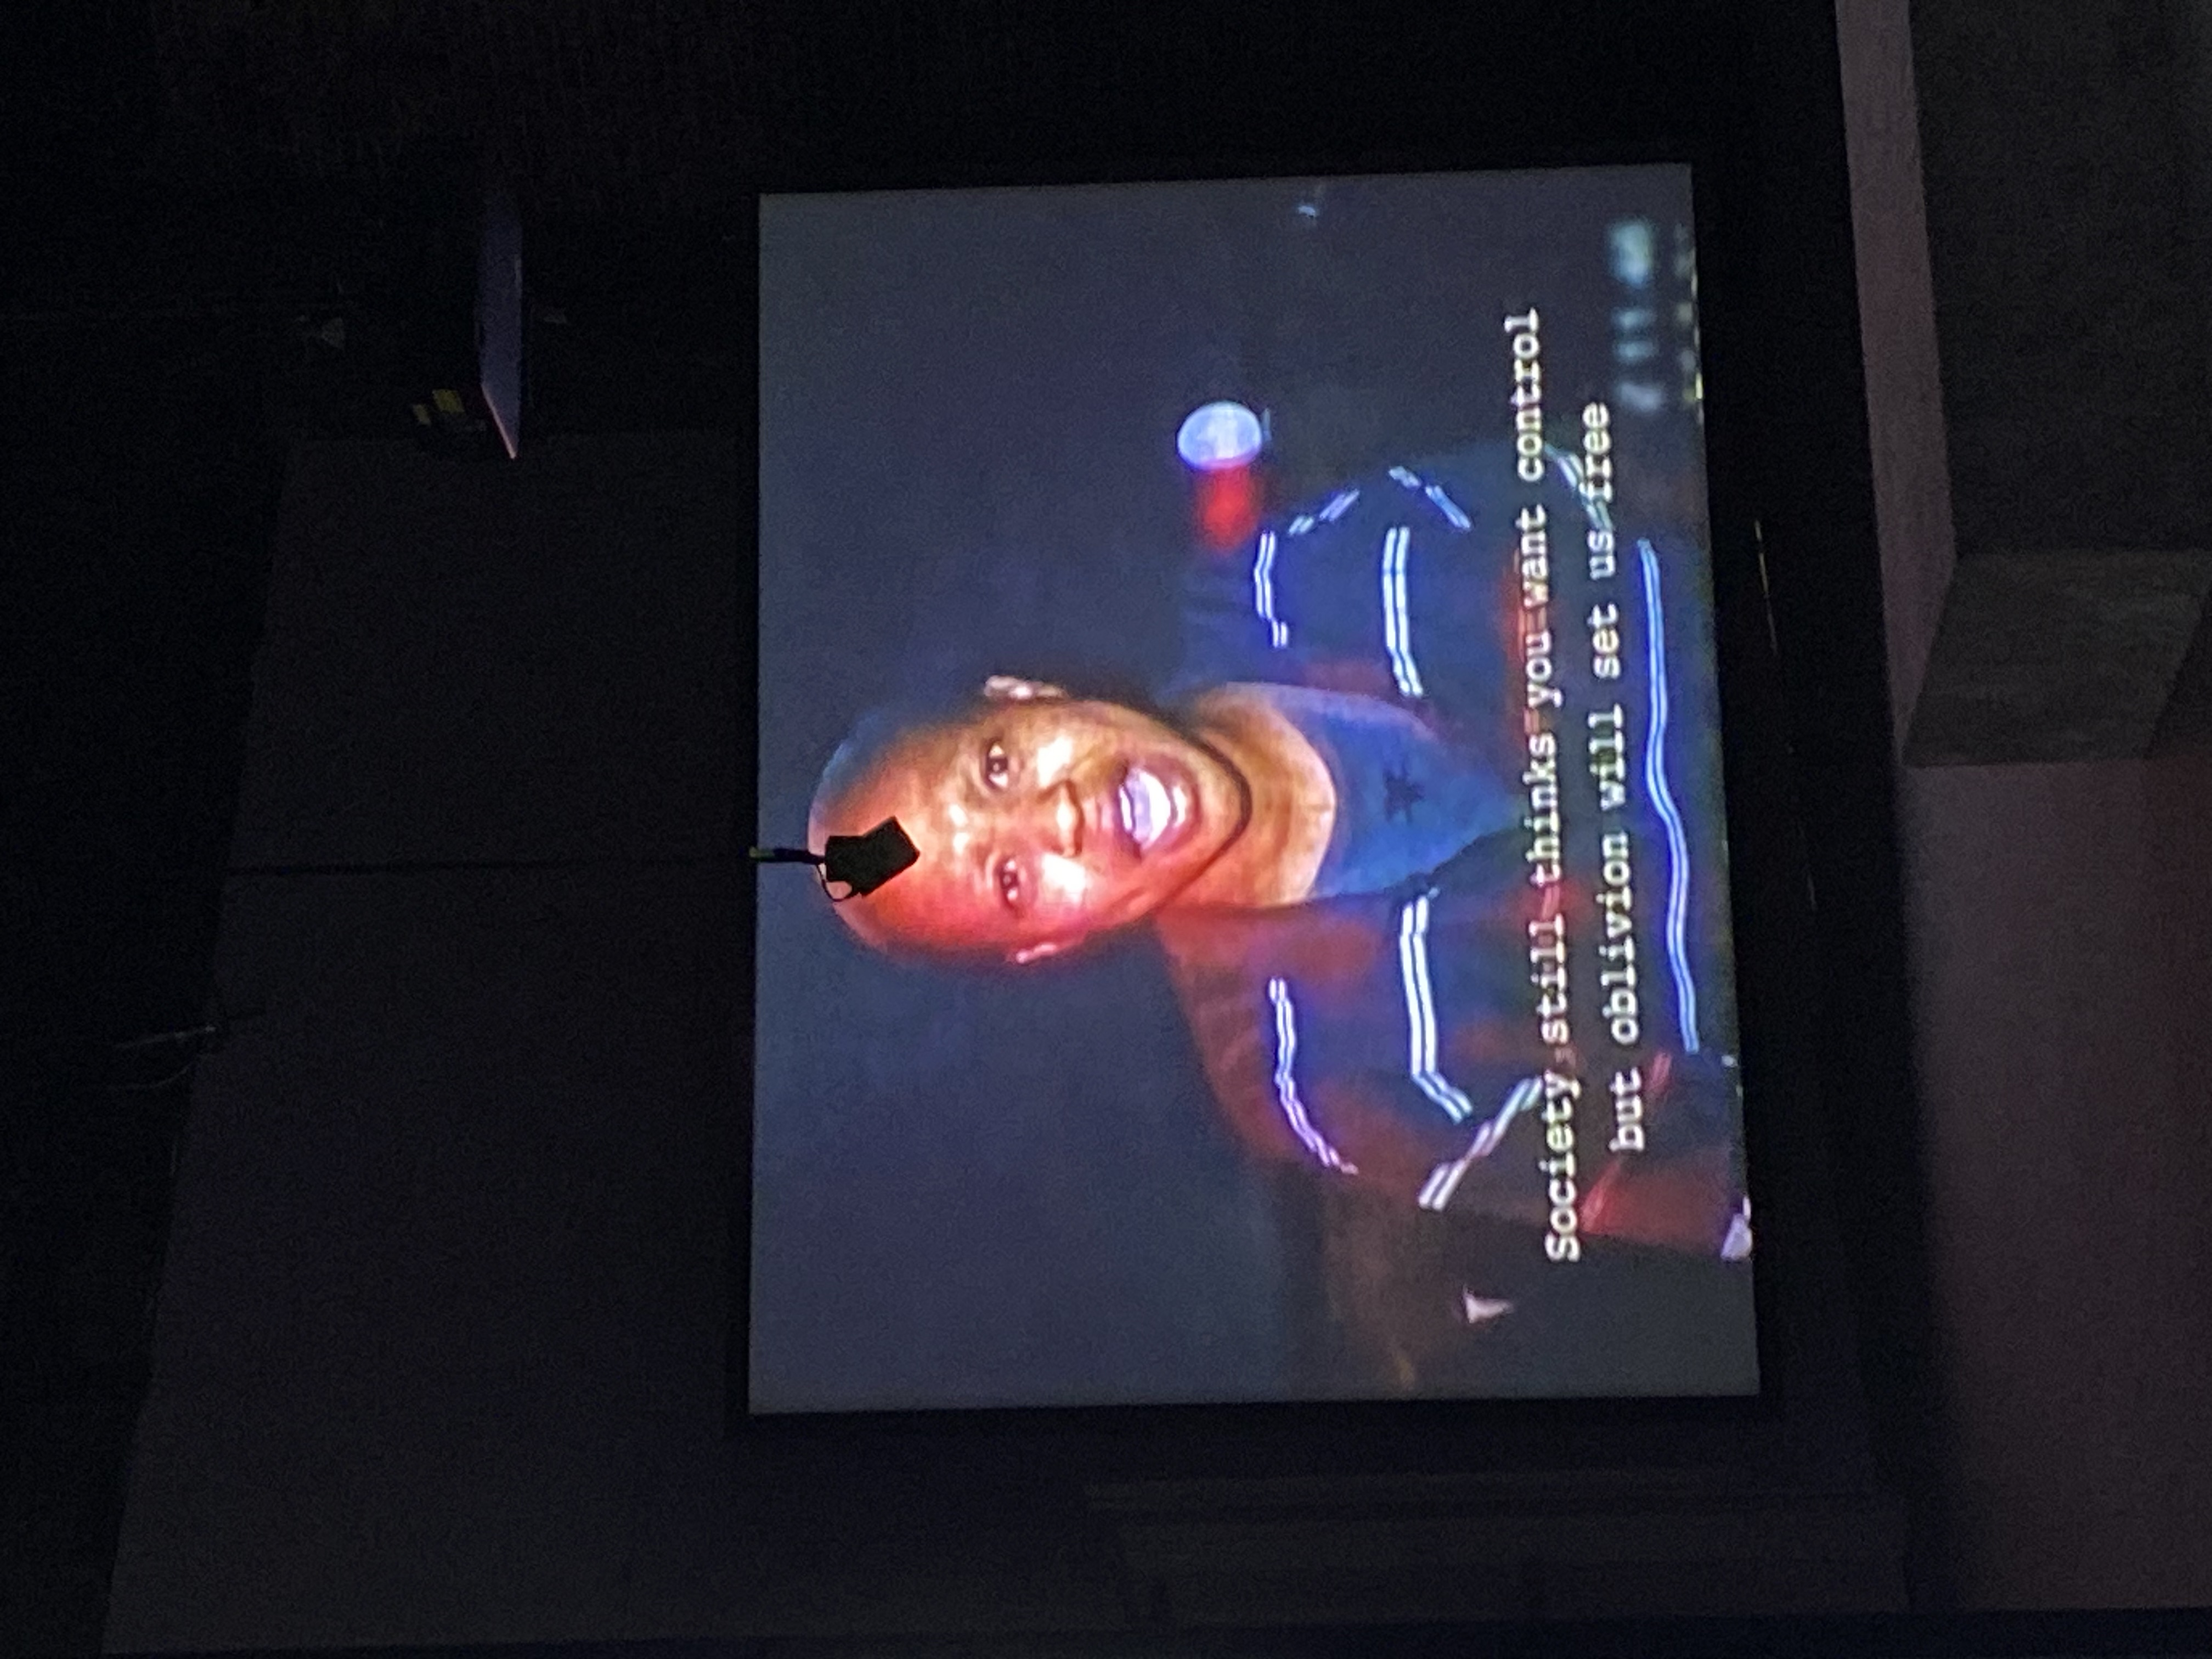 Society still thinks you want control
but oblivion will set us free